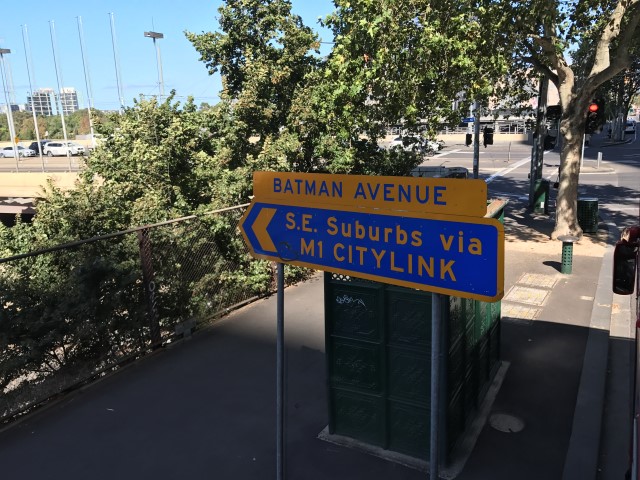 BATMAN AVENUE
S.E. Suburbs via
M1 CITYLINK